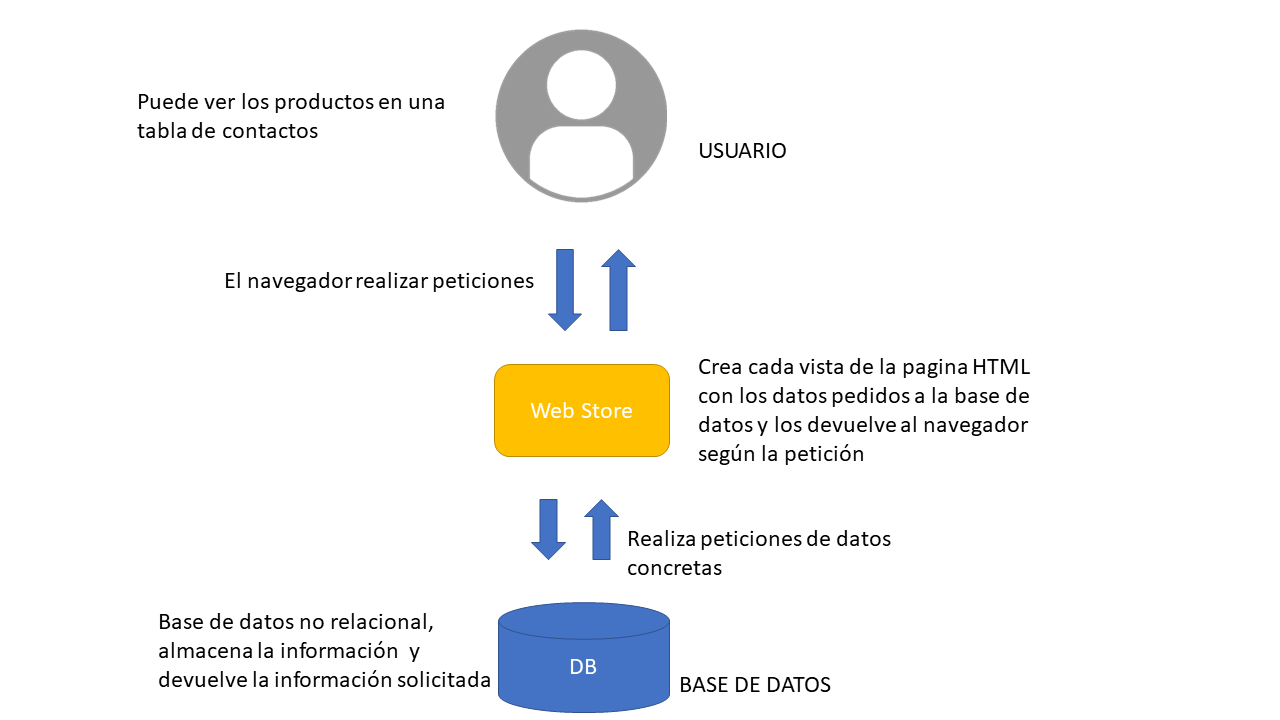 Puede ver los productos en una
tabla de contactos
USUARIO
El navegador realizar peticiones
Crea cada vista de la pagina HTML
con los datos pedidos a la base de
datos y los devuelve al navegador
según la petición
Web Store
Realiza peticiones de datos
concretas
Base de datos no relacional,
almacena la información y
devuelve la información solicitada
DB
BASE DE DATOS